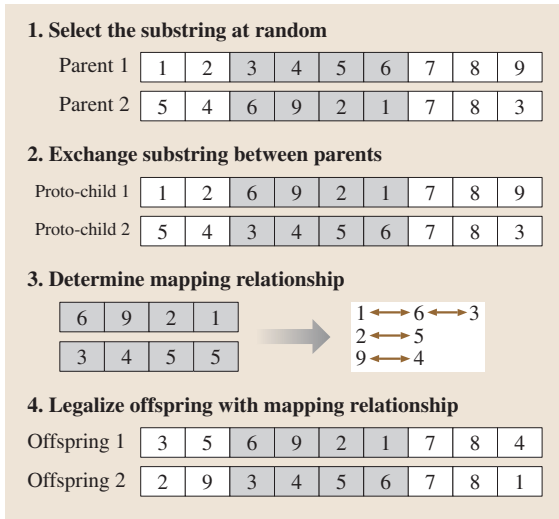 1. Select the substring at random
Parent 1 1 2 3 4 5 6 7 8 9
Parent 2 5 4 6 9 2 1 7 8 3
2. Exchange substring between parents
Proto-child 1 1 2 6 9 2 1 7 8 9
Proto-child 2 5 4 3 4 5 6 7 8 3
3. Determine mapping relationship
6 9 2 1
3 4 5 5
1 6 3
2 5
9 4
4. Legalize offspring with mapping relationship
Offspring 1 3 5 6 9 2 1 7 8 4
Offspring 2 2 9 3 4 5 6 7 8 1